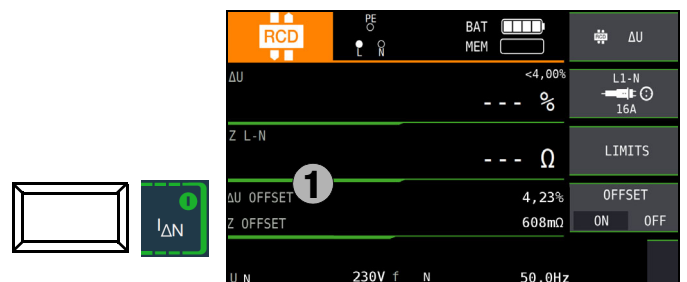 RCD
PE
L N
BAT
MEM
ΔU
ΔU
<4,00%
--- %
L1-N
16A
Z L-N
--- Ω
LIMITS
1
ΔU OFFSET 4,23%
Z OFFSET 608mΩ
OFFSET
ON OFF
I
IΔN
U N 230V f N 50.0Hz